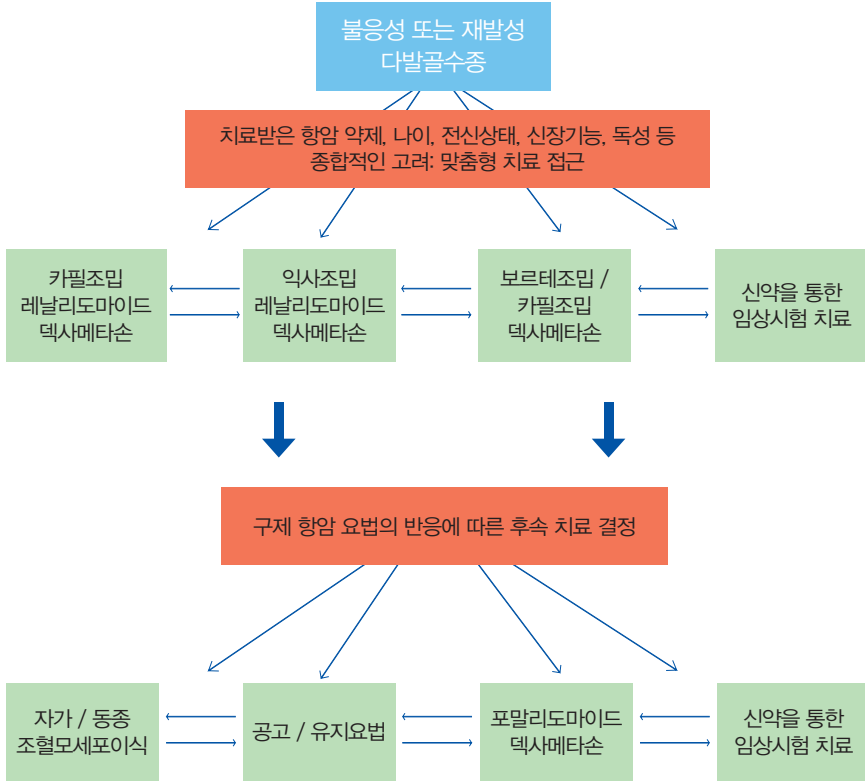 불응성 또는 재발성
다발골수종
치료받은 항암 약제, 나이, 전신상태, 신장기능, 독성 등
종합적인 고려: 맞춤형 치료 접근
카필조밉
레날리도마이드
덱사메타손
익사조밉
레날리도마이드
덱사메타손
보르테조밉 /
카필조밉
덱사메타손
신약을 통한
임상시험 치료
구제 항암 요법의 반응에 따른 후속 치료 결정
자가 / 동종
조혈모세포이식
공고 / 유지요법
포말리도마이드
덱사메타손
신약을 통한
임상시험 치료